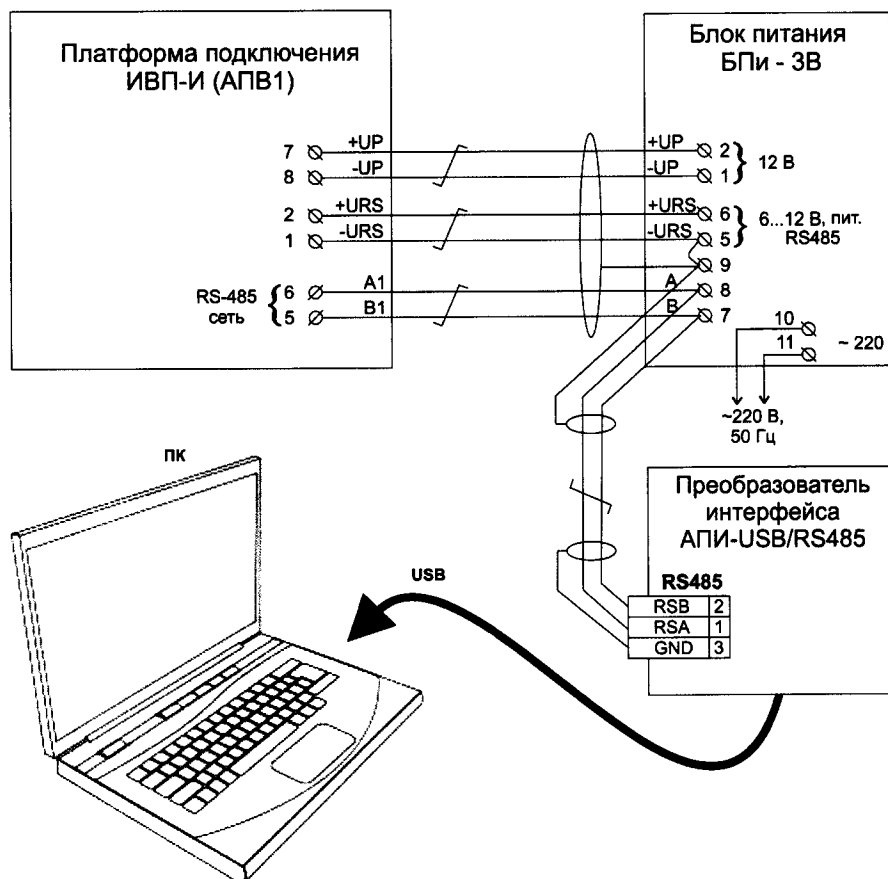 Платформа подключения
ИВП-И (АПВ1)
Блок питания
БПи - 3В
7 +UP +UP 2
8 -UP -UP 1
12 В
2 +URS +URS 6
1 -URS -URS 5
6...12 В, пит.
RS485
9
RS-485
сеть
6 A1 A 8
5 B1 B 7
10
11
~ 220
~220 В,
50 Гц
ПК
USB
Преобразователь
интерфейса
АПИ-USB/RS485
RS485
RSB 2
RSA 1
GND 3